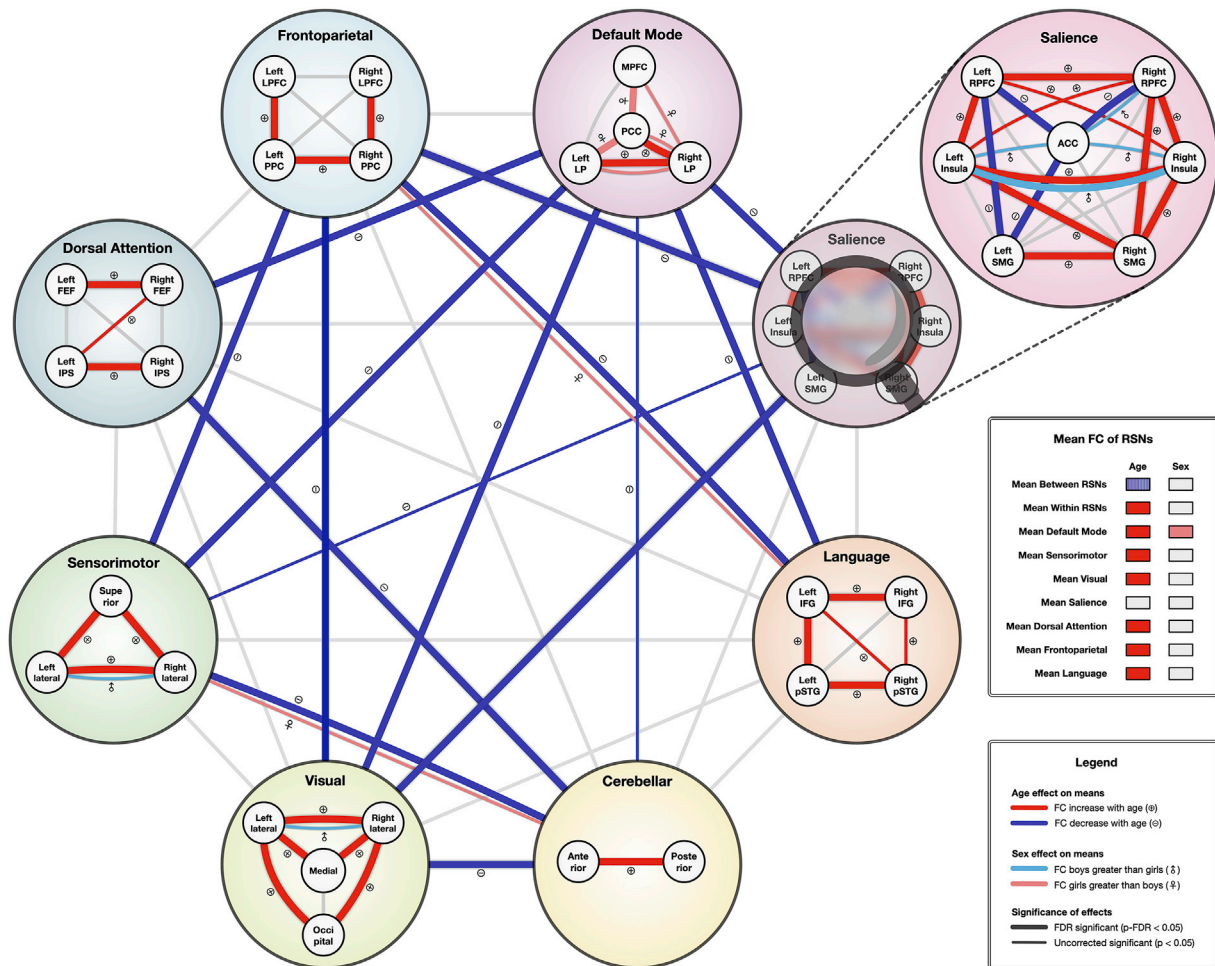 Frontoparietal
Left
LPFC
Right
LPFC
Left
PPC
Right
PPC
⊕
⊕
⊕
Default Mode
MPFC
PCC
Left
LP
Right
LP
Salience
Left
RPFC
Right
RPFC
ACC
Left
Insula
Right
Insula
Left
SMG
Right
SMG
Dorsal Attention
Left
FEF
Right
FEF
Left
IPS
Right
IPS
Salience
Left
RPFC
Right
RPFC
Left
Insula
Right
Insula
Left
SMG
Right
SMG
Sensorimotor
Supe
rior
Left
lateral
Right
lateral
Language
Left
IFG
Right
IFG
Left
pSTG
Right
pSTG
Visual
Left
lateral
Right
lateral
Medial
Occi
pital
Cerebellar
Ante
rior
Poste
rior
Mean FC of RSNs
Age Sex
Mean Between RSNs
Mean Within RSNs
Mean Default Mode
Mean Sensorimotor
Mean Visual
Mean Salience
Mean Dorsal Attention
Mean Frontoparietal
Mean Language
Legend
Age effect on means
FC increase with age (⊕)
FC decrease with age (⊖)
Sex effect on means
FC boys greater than girls (♂)
FC girls greater than boys (♀)
Significance of effects
FDR significant (p-FDR < 0.05)
Uncorrected significant (p < 0.05)